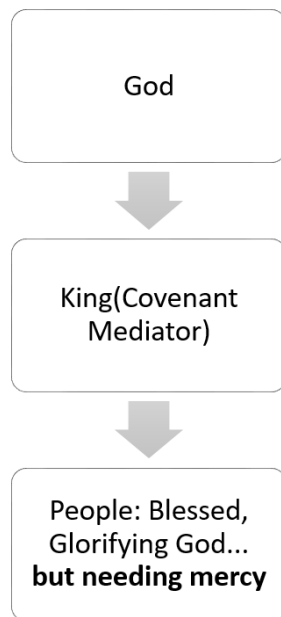 God
King(Covenant
Mediator)
People: Blessed,
Glorifying God...
but needing mercy